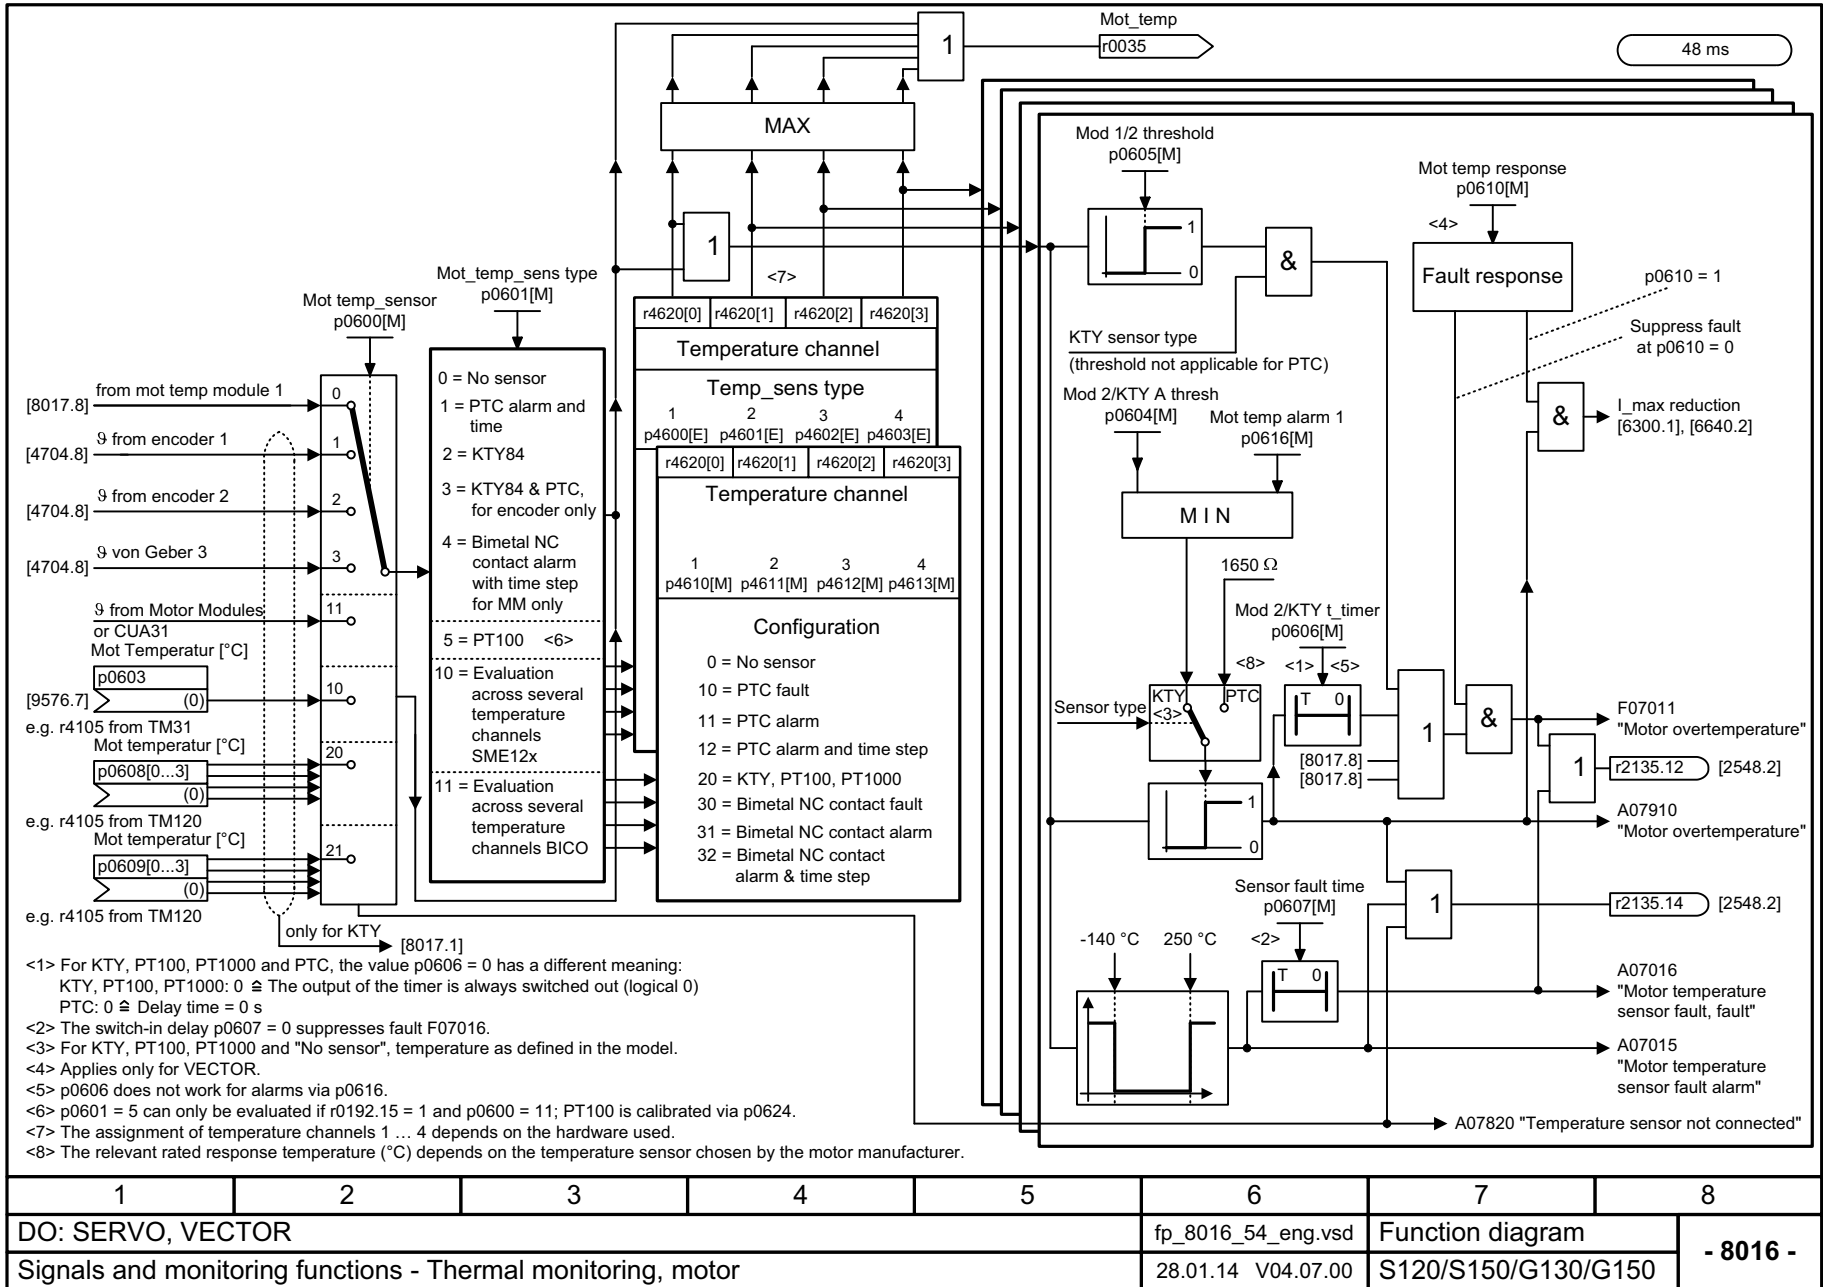 Mot_temp
r0035
48 ms
1
MAX
Mod 1/2 threshold
p0605[M]
1
0
Mot temp response
p0610[M]
<4>
Fault response
p0610 = 1
Suppress fault
at p0610 = 0
&
KTY sensor type
(threshold not applicable for PTC)
1
<7>
Mot_temp_sens type
p0601[M]
Mot temp_sensor
p0600[M]
from mot temp module 1
[8017.8]
0
ϑ from encoder 1
[4704.8]
1
ϑ from encoder 2
[4704.8]
2
ϑ von Geber 3
[4704.8]
3
ϑ from Motor Modules
or CUA31
11
Mot Temperatur [°C]
p0603
[9576.7]
(0)
10
e.g. r4105 from TM31
Mot temperatur [°C]
p0608[0...3]
(0)
20
e.g. r4105 from TM120
Mot temperatur [°C]
p0609[0...3]
(0)
21
e.g. r4105 from TM120
only for KTY
[8017.1]
0 = No sensor
1 = PTC alarm and
time
2 = KTY84
3 = KTY84 & PTC,
for encoder only
4 = Bimetal NC
contact alarm
with time step
for MM only
5 = PT100 <6>
10 = Evaluation
across several
temperature
channels
SME12x
11 = Evaluation
across several
temperature
channels BICO
r4620[0] r4620[1] r4620[2] r4620[3]
Temperature channel
Temp_sens type
1 2 3 4
p4600[E] p4601[E] p4602[E] p4603[E]
r4620[0] r4620[1] r4620[2] r4620[3]
Temperature channel
1 2 3 4
p4610[M] p4611[M] p4612[M] p4613[M]
Configuration
0 = No sensor
10 = PTC fault
11 = PTC alarm
12 = PTC alarm and time step
20 = KTY, PT100, PT1000
30 = Bimetal NC contact fault
31 = Bimetal NC contact alarm
32 = Bimetal NC contact
alarm & time step
Mod 2/KTY A thresh
p0604[M]
Mot temp alarm 1
p0616[M]
M I N
1650 Ω
Mod 2/KTY t_timer
p0606[M]
<8>
<1> <5>
Sensor type
KTY
PTC
<3>
T 0
[8017.8]
[8017.8]
1
&
&
I_max reduction
[6300.1], [6640.2]
F07011
"Motor overtemperature"
1
r2135.12 [2548.2]
A07910
"Motor overtemperature"
1
0
Sensor fault time
p0607[M]
<2>
T 0
1
r2135.14 [2548.2]
-140 °C 250 °C
A07016
"Motor temperature
sensor fault, fault"
A07015
"Motor temperature
sensor fault alarm"
A07820 "Temperature sensor not connected"
<1> For KTY, PT100, PT1000 and PTC, the value p0606 = 0 has a different meaning:
KTY, PT100, PT1000: 0 ≙ The output of the timer is always switched out (logical 0)
PTC: 0 ≙ Delay time = 0 s
<2> The switch-in delay p0607 = 0 suppresses fault F07016.
<3> For KTY, PT100, PT1000 and "No sensor", temperature as defined in the model.
<4> Applies only for VECTOR.
<5> p0606 does not work for alarms via p0616.
<6> p0601 = 5 can only be evaluated if r0192.15 = 1 and p0600 = 11; PT100 is calibrated via p0624.
<7> The assignment of temperature channels 1 … 4 depends on the hardware used.
<8> The relevant rated response temperature (°C) depends on the temperature sensor chosen by the motor manufacturer.
1 2 3 4 5 6 7 8
DO: SERVO, VECTOR
fp_8016_54_eng.vsd
Function diagram
- 8016 -
Signals and monitoring functions - Thermal monitoring, motor
28.01.14 V04.07.00
S120/S150/G130/G150